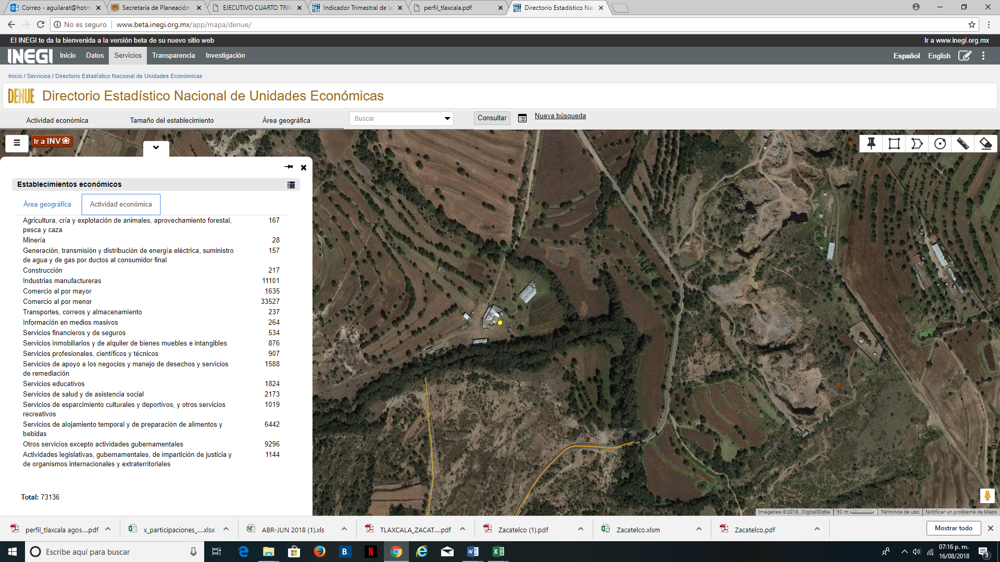 Correo - aguilarat@hotm
Secretaría de Planeación
EJECUTIVO CUARTO TRIM
Indicador Trimestral de la
perfil_tlaxcala.pdf
Directorio Estadístico Nac
No es seguro
www.beta.inegi.org.mx/app/mapa/denue/
El INEGI te da la bienvenida a la versión beta de su nuevo sitio web
Ir a www.inegi.org.mx
INEGI
Inicio
Datos
Servicios
Transparencia
Investigación
Español
English
Inicio / Servicios / Directorio Estadístico Nacional de Unidades Económicas
DENUE
Directorio Estadístico Nacional de Unidades Económicas
Actividad económica
Tamaño del establecimiento
Área geográfica
Buscar
Consultar
Nueva búsqueda
Ir a INV
Establecimientos económicos
Área geográfica
Actividad económica
Agricultura, cría y explotación de animales, aprovechamiento forestal, 167
pesca y caza
Minería 28
Generación, transmisión y distribución de energía eléctrica, suministro 157
de agua y de gas por ductos al consumidor final
Construcción 217
Industrias manufactureras 11101
Comercio al por mayor 1635
Comercio al por menor 33527
Transportes, correos y almacenamiento 237
Información en medios masivos 264
Servicios financieros y de seguros 534
Servicios inmobiliarios y de alquiler de bienes muebles e intangibles 876
Servicios profesionales, científicos y técnicos 907
Servicios de apoyo a los negocios y manejo de desechos y servicios 1588
de remediación
Servicios educativos 1824
Servicios de salud y de asistencia social 2173
Servicios de esparcimiento culturales y deportivos, y otros servicios 1019
recreativos
Servicios de alojamiento temporal y de preparación de alimentos y 6442
bebidas
Otros servicios excepto actividades gubernamentales 9296
Actividades legislativas, gubernamentales, de impartición de justicia y 1144
de organismos internacionales y extraterritoriales
Total: 73136
Imágenes ©2018 , DigitalGlobe
50 m
Términos de uso
Notificar un problema de Maps
perfil_tlaxcala agos....pdf
x_participaciones_....xlsx
ABR-JUN 2018 (1).xls
TLAXCALA_ZACAT....pdf
Zacatelco (1).pdf
Zacatelco.xlsm
Zacatelco.pdf
Mostrar todo
Escribe aquí para buscar
B.
N
07:16 p. m.
16/08/2018
3